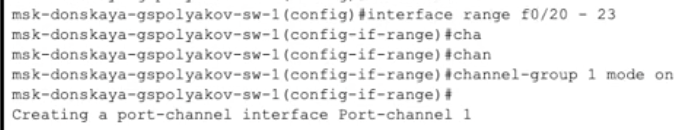 msk-donskaya-gspolyakov-sw-1(config)#interface range f0/20 - 23
msk-donskaya-gspolyakov-sw-1(config-if-range)#cha
msk-donskaya-gspolyakov-sw-1(config-if-range)#chan
msk-donskaya-gspolyakov-sw-1(config-if-range)#channel-group 1 mode on
msk-donskaya-gspolyakov-sw-1(config-if-range)#
Creating a port-channel interface Port-channel 1